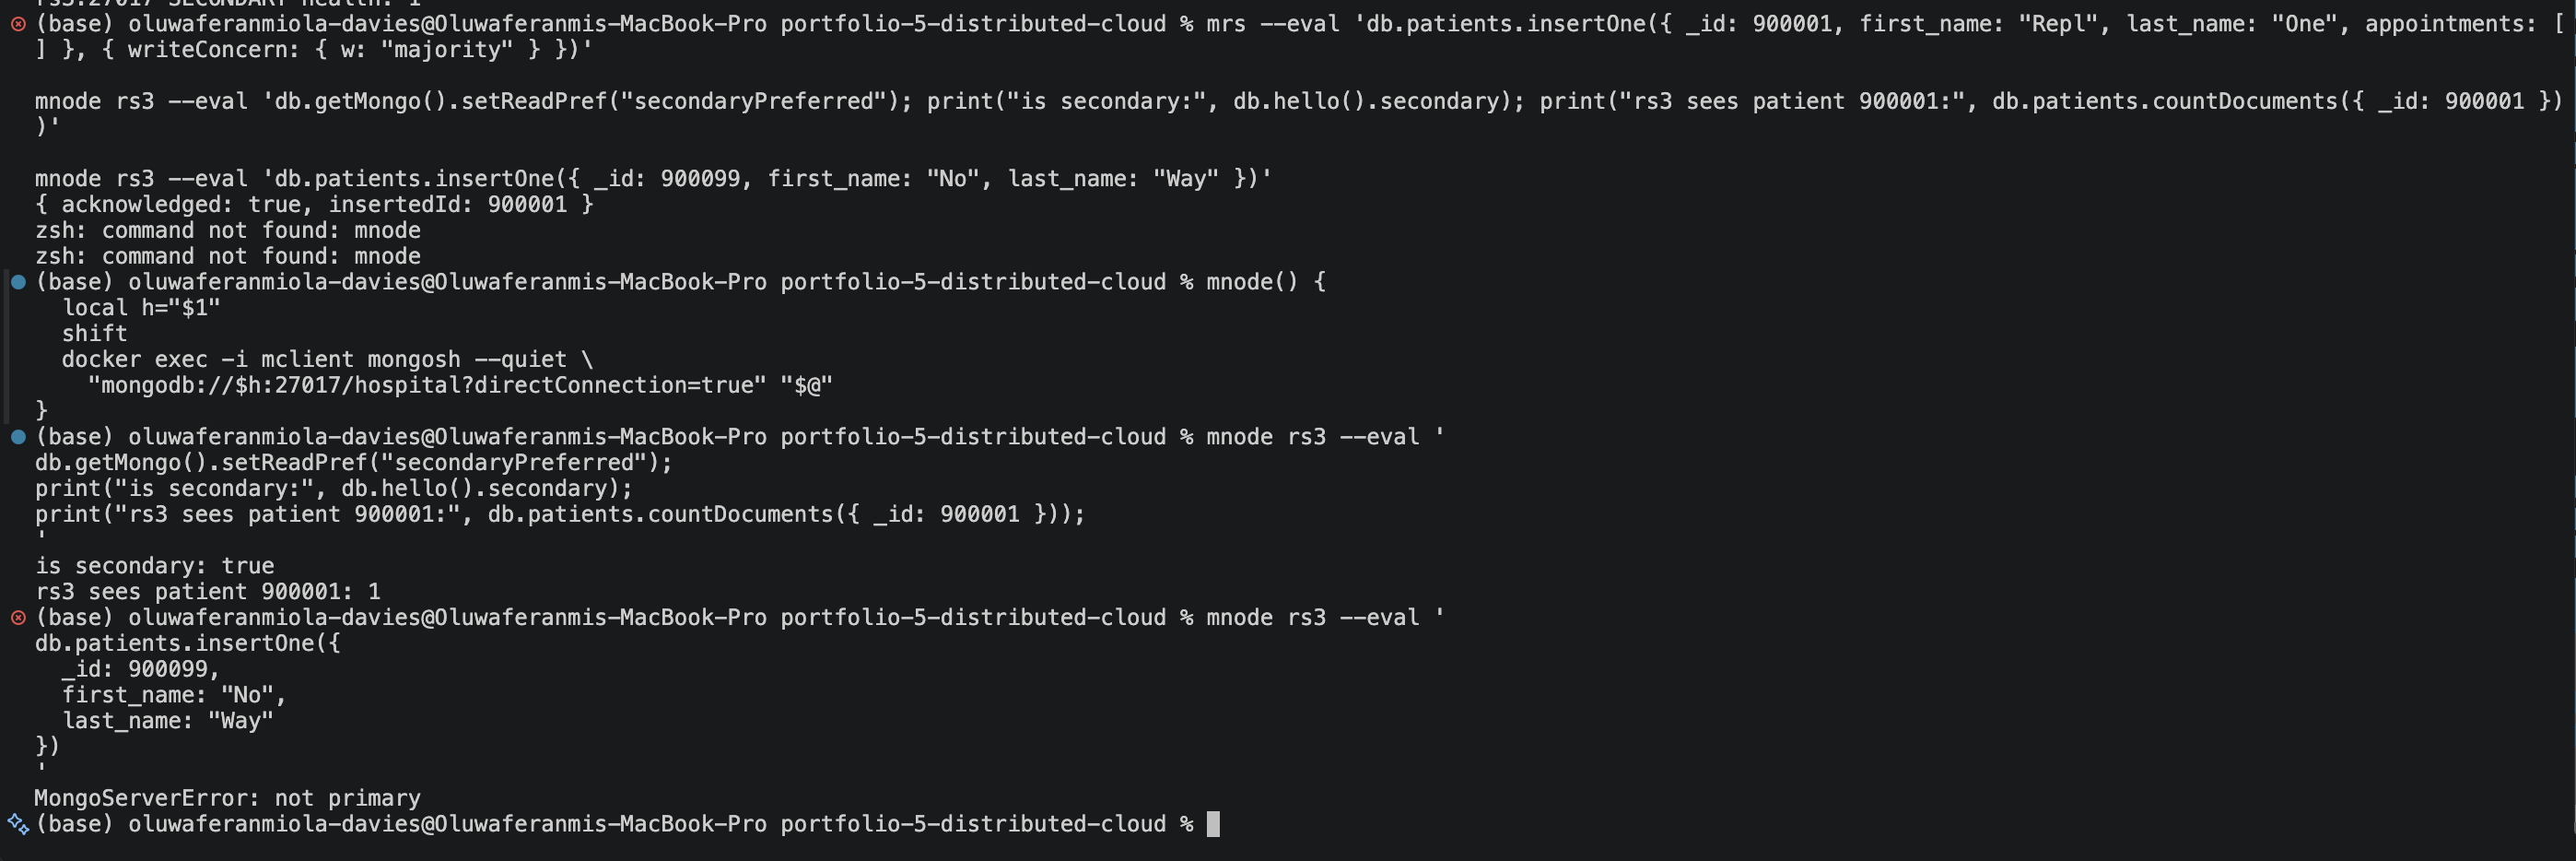 rs3:27017 SECONDARY health: 1
(base) oluwaferanmiola-davies@Oluwaferanmis-MacBook-Pro portfolio-5-distributed-cloud % mrs --eval 'db.patients.insertOne({ _id: 900001, first_name: "Repl", last_name: "One", appointments: [
] }, { writeConcern: { w: "majority" } })'
mnode rs3 --eval 'db.getMongo().setReadPref("secondaryPreferred"); print("is secondary:", db.hello().secondary); print("rs3 sees patient 900001:", db.patients.countDocuments({ _id: 900001 })
)'
mnode rs3 --eval 'db.patients.insertOne({ _id: 900099, first_name: "No", last_name: "Way" })'
{ acknowledged: true, insertedId: 900001 }
zsh: command not found: mnode
zsh: command not found: mnode
(base) oluwaferanmiola-davies@Oluwaferanmis-MacBook-Pro portfolio-5-distributed-cloud % mnode() {
  local h="$1"
  shift
  docker exec -i mclient mongosh --quiet \
    "mongodb://$h:27017/hospital?directConnection=true" "$@"
}
(base) oluwaferanmiola-davies@Oluwaferanmis-MacBook-Pro portfolio-5-distributed-cloud % mnode rs3 --eval '
db.getMongo().setReadPref("secondaryPreferred");
print("is secondary:", db.hello().secondary);
print("rs3 sees patient 900001:", db.patients.countDocuments({ _id: 900001 }));
'
is secondary: true
rs3 sees patient 900001: 1
(base) oluwaferanmiola-davies@Oluwaferanmis-MacBook-Pro portfolio-5-distributed-cloud % mnode rs3 --eval '
db.patients.insertOne({
  _id: 900099,
  first_name: "No",
  last_name: "Way"
})
'
MongoServerError: not primary
(base) oluwaferanmiola-davies@Oluwaferanmis-MacBook-Pro portfolio-5-distributed-cloud %